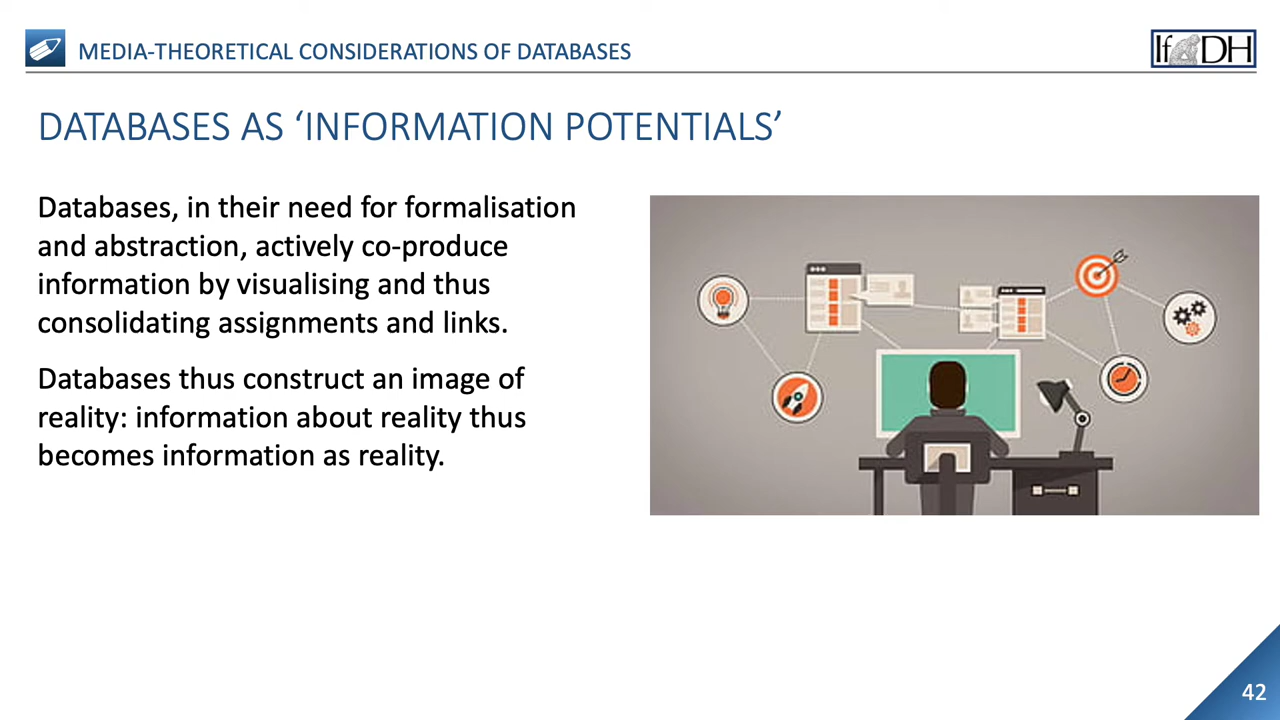 MEDIA-THEORETICAL CONSIDERATIONS OF DATABASES
IfDH
DATABASES AS ‘INFORMATION POTENTIALS’
Databases, in their need for formalisation
and abstraction, actively co-produce
information by visualising and thus
consolidating assignments and links.
Databases thus construct an image of
reality: information about reality thus
becomes information as reality.
42